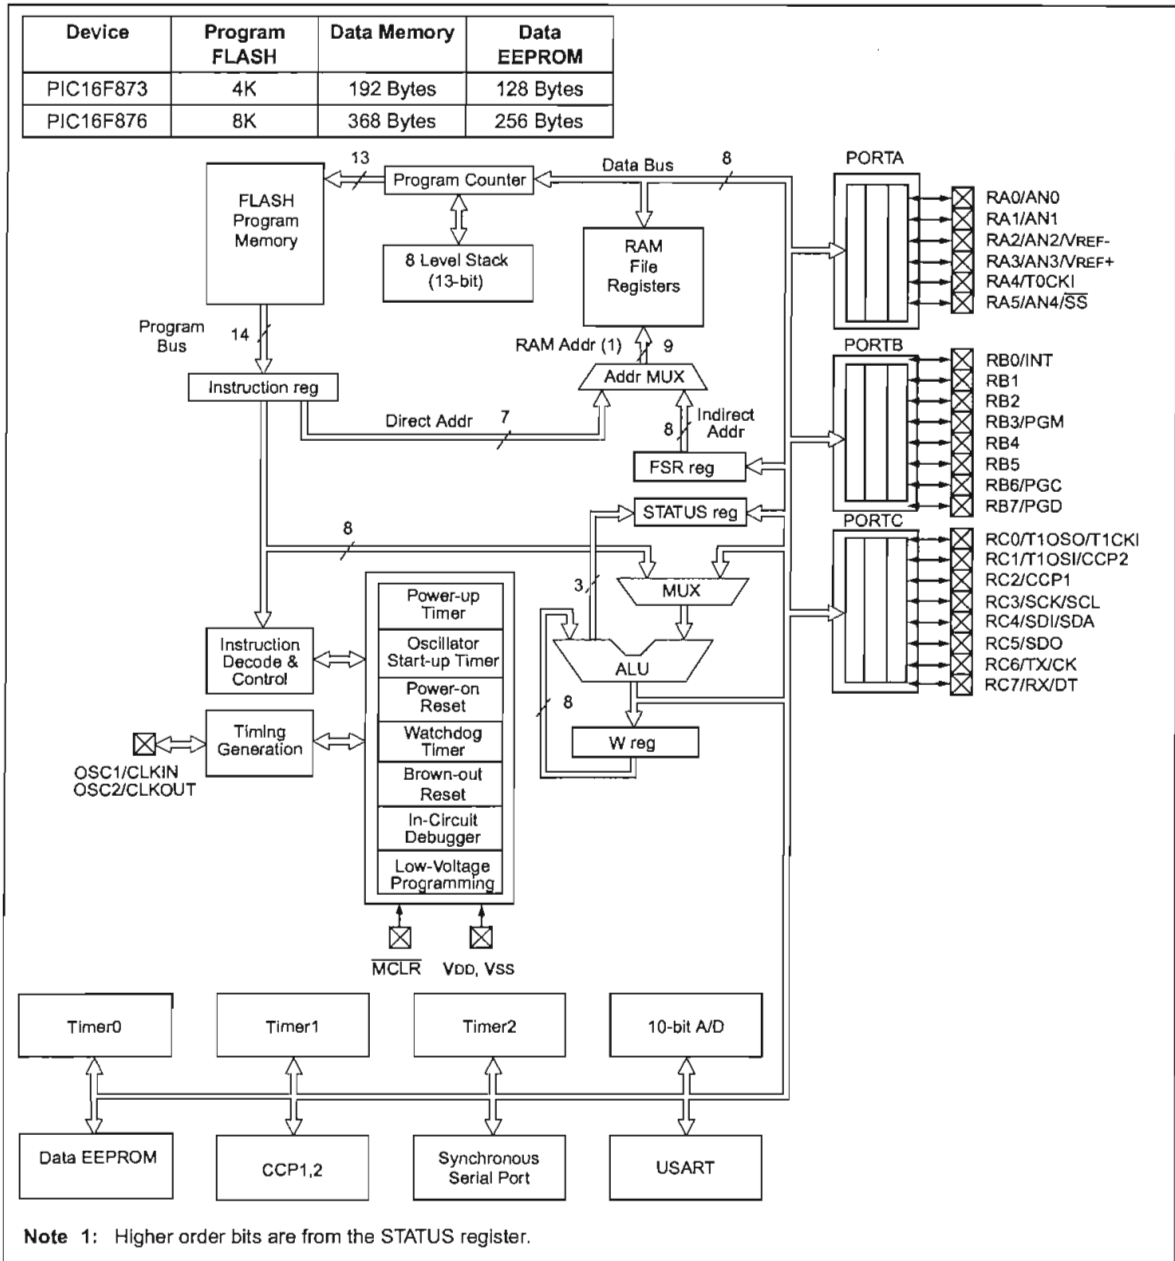 Device Program FLASH Data Memory Data EEPROM
PIC16F873 4K 192 Bytes 128 Bytes
PIC16F876 8K 368 Bytes 256 Bytes
FLASH
Program
Memory
13
Program Counter
8 Level Stack
(13-bit)
Data Bus
8
RAM
File
Registers
Program
Bus
14
RAM Addr (1)
9
Addr MUX
Instruction reg
Direct Addr
7
8
Indirect
Addr
FSR reg
STATUS reg
8
3
MUX
ALU
8
W reg
Instruction
Decode &
Control
Timing
Generation
OSC1/CLKIN
OSC2/CLKOUT
Power-up
Timer
Oscillator
Start-up Timer
Power-on
Reset
Watchdog
Timer
Brown-out
Reset
In-Circuit
Debugger
Low-Voltage
Programming
MCLR
VDD, VSS
PORTA
RA0/AN0
RA1/AN1
RA2/AN2/VREF-
RA3/AN3/VREF+
RA4/T0CKI
RA5/AN4/SS
PORTB
RB0/INT
RB1
RB2
RB3/PGM
RB4
RB5
RB6/PGC
RB7/PGD
PORTC
RC0/T1OSO/T1CKI
RC1/T1OSI/CCP2
RC2/CCP1
RC3/SCK/SCL
RC4/SDI/SDA
RC5/SDO
RC6/TX/CK
RC7/RX/DT
Timer0
Timer1
Timer2
10-bit A/D
Data EEPROM
CCP1,2
Synchronous
Serial Port
USART
Note 1: Higher order bits are from the STATUS register.